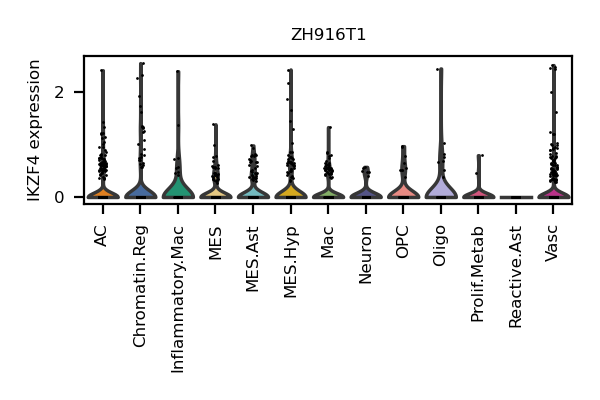 ZH916T1
IKZF4 expression
2
0
AC
Chromatin.Reg
Inflammatory.Mac
MES
MES.Ast
MES.Hyp
Mac
Neuron
OPC
Oligo
Prolif.Metab
Reactive.Ast
Vasc